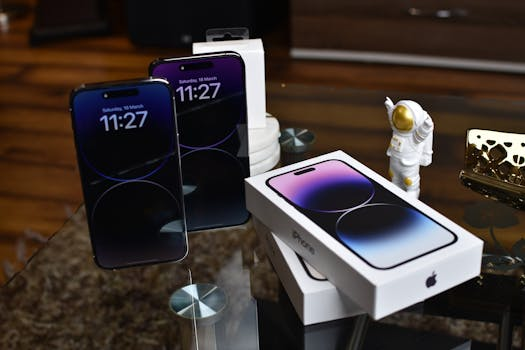 Saturday, 18 March
11:27
Saturday, 18 March
11:27
iPhone